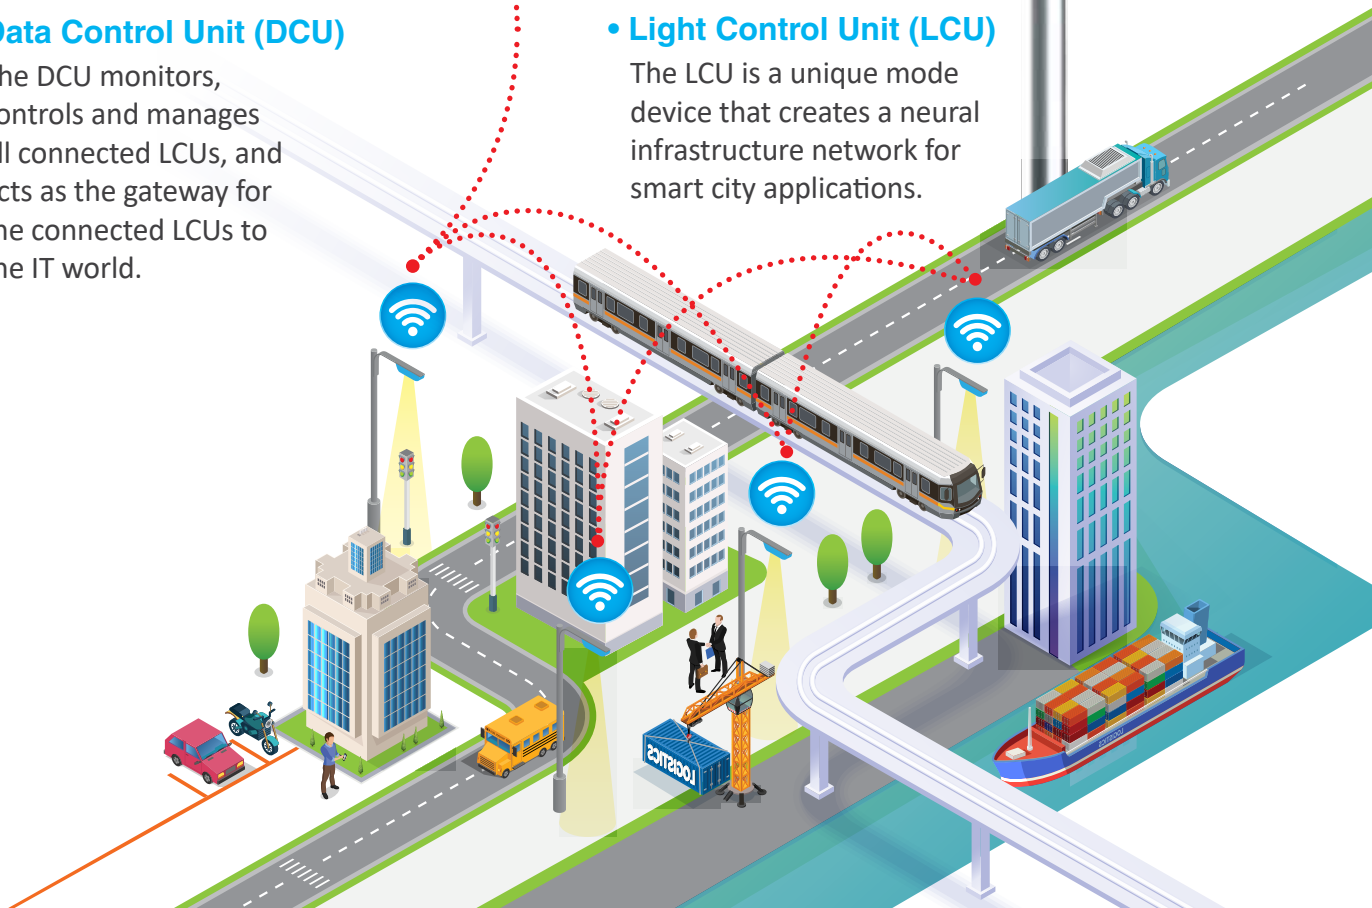 Data Control Unit (DCU)
he DCU monitors,
ontrols and manages
ll connected LCUs, and
cts as the gateway for
he connected LCUs to
he IT world.
• Light Control Unit (LCU)
The LCU is a unique mode
device that creates a neural
infrastructure network for
smart city applications.
LOGISTICS
LOGISTICS